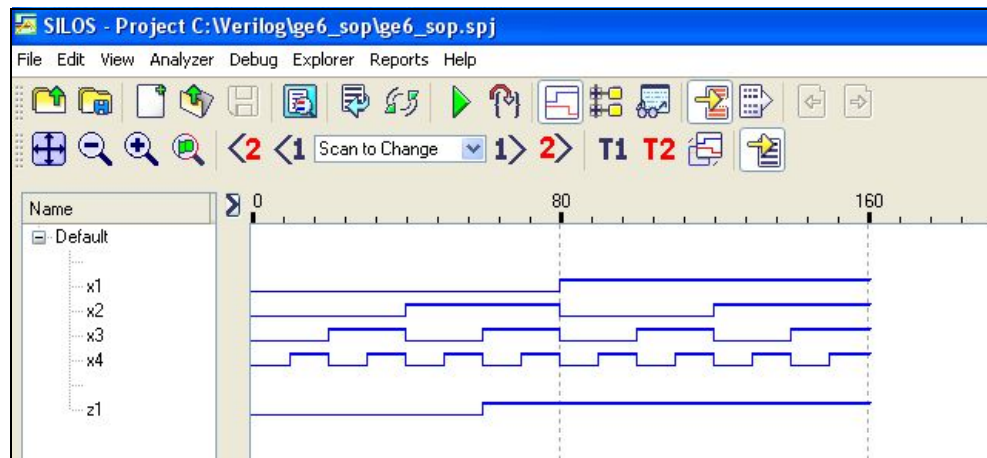 SILOS - Project C:\Verilog\ge6_sop\ge6_sop.spj
File Edit View Analyzer Debug Explorer Reports Help
2 1 Scan to Change 1 2 T1 T2
Name
0 80 160
Default
x1
x2
x3
x4
z1